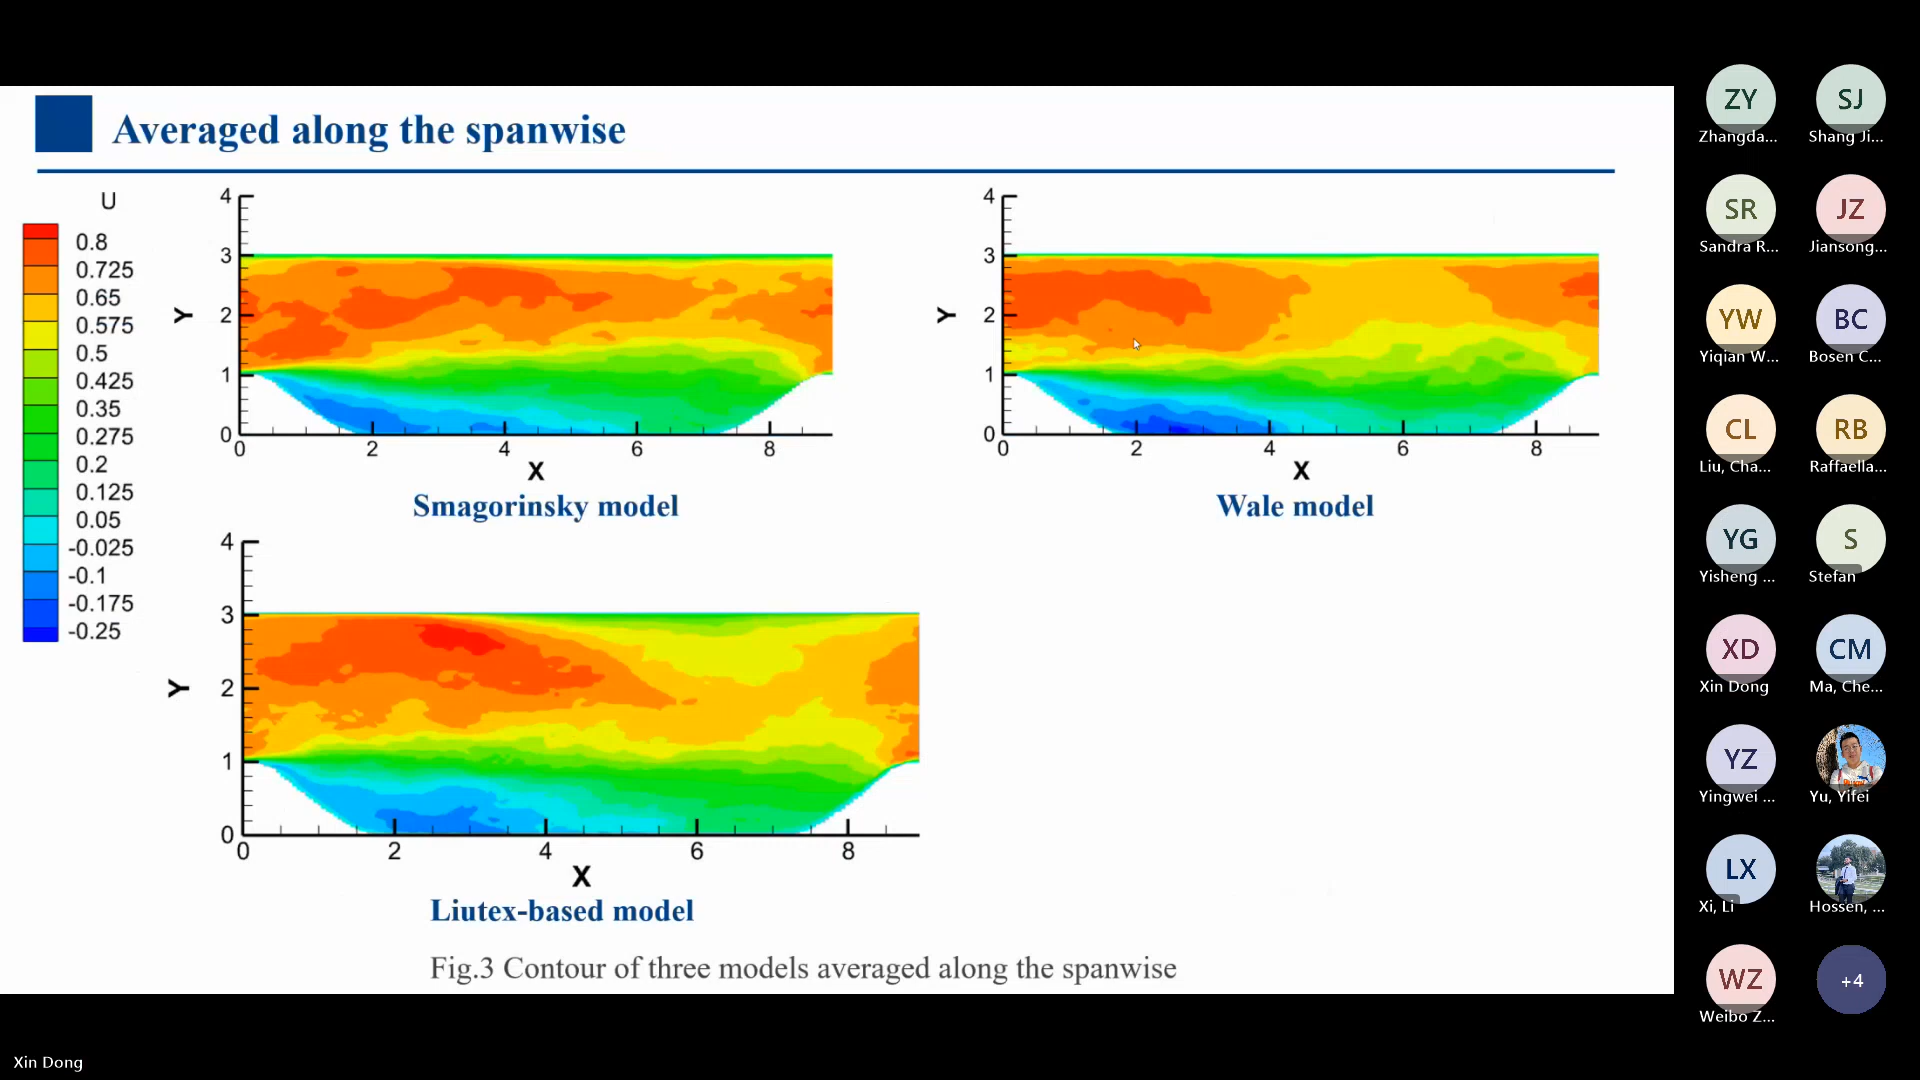 Averaged along the spanwise
U
0.8
0.725
0.65
0.575
0.5
0.425
0.35
0.275
0.2
0.125
0.05
-0.025
-0.1
-0.175
-0.25
4
3
2
1
0
Y
0 2 4 6 8
X
Smagorinsky model
4
3
2
1
0
Y
0 2 4 6 8
X
Wale model
4
3
2
1
0
Y
0 2 4 6 8
X
Liutex-based model
Fig.3 Contour of three models averaged along the spanwise
ZY SJ
Zhangda... Shang Ji...
SR JZ
Sandra R... Jiansong...
YW BC
Yiqian W... Bosen C...
CL RB
Liu, Cha... Raffaella...
YG S
Yisheng ... Stefan
XD CM
Xin Dong Ma, Che...
YZ
Yingwei ... Yu, Yifei
LX
Xi, Li Hossen, ...
WZ +4
Weibo Z...
Xin Dong